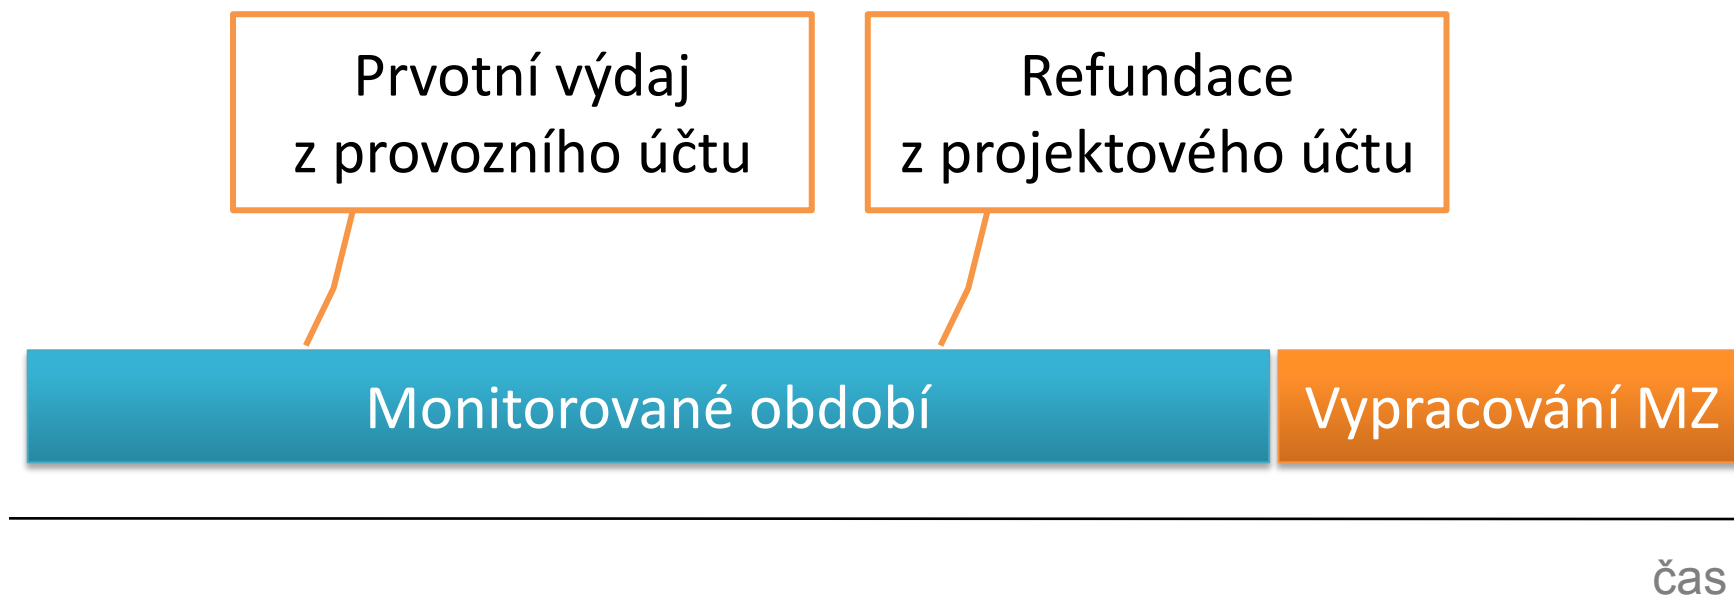 Prvotní výdaj
z provozního účtu
Refundace
z projektového účtu
Monitorované období
Vypracování MZ
čas